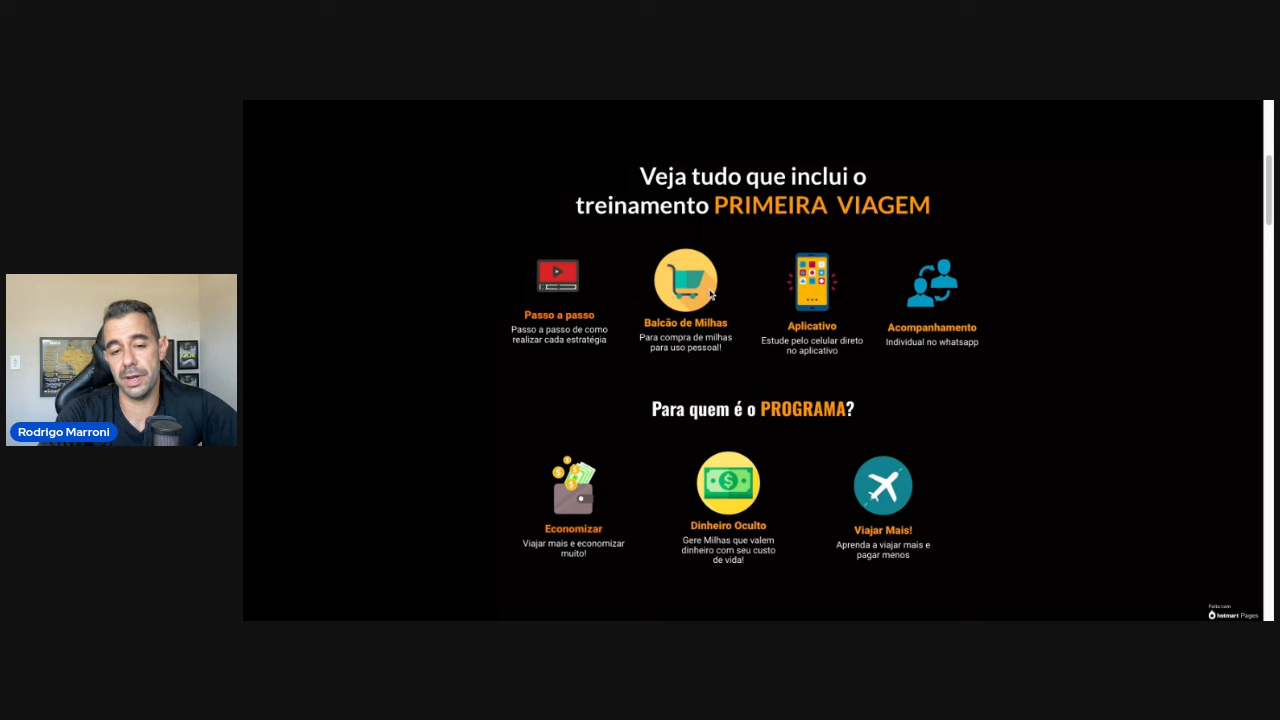 Veja tudo que inclui o
treinamento PRIMEIRA VIAGEM
Passo a passo
Passo a passo de como
realizar cada estratégia
Balcão de Milhas
Para compra de milhas
para uso pessoal!
Aplicativo
Estude pelo celular direto
no aplicativo
Acompanhamento
Individual no whatsapp
Rodrigo Marroni
Para quem é o PROGRAMA?
Economizar
Viajar mais e economizar
muito!
Dinheiro Oculto
Gere Milhas que valem
dinheiro com seu custo
de vida!
Viajar Mais!
Aprenda a viajar mais e
pagar menos
Feito com
hotmart Pages